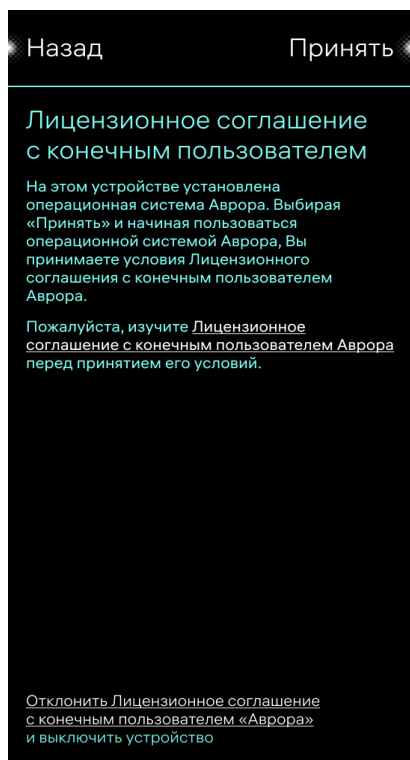 Назад
Принять
Лицензионное соглашение
с конечным пользователем
На этом устройстве установлена
операционная система Аврора. Выбирая
«Принять» и начиная пользоваться
операционной системой Аврора, Вы
принимаете условия Лицензионного
соглашения с конечным пользователем
Аврора.
Пожалуйста, изучите Лицензионное
соглашение с конечным пользователем Аврора
перед принятием его условий.
Отклонить Лицензионное соглашение
с конечным пользователем «Аврора»
и выключить устройство